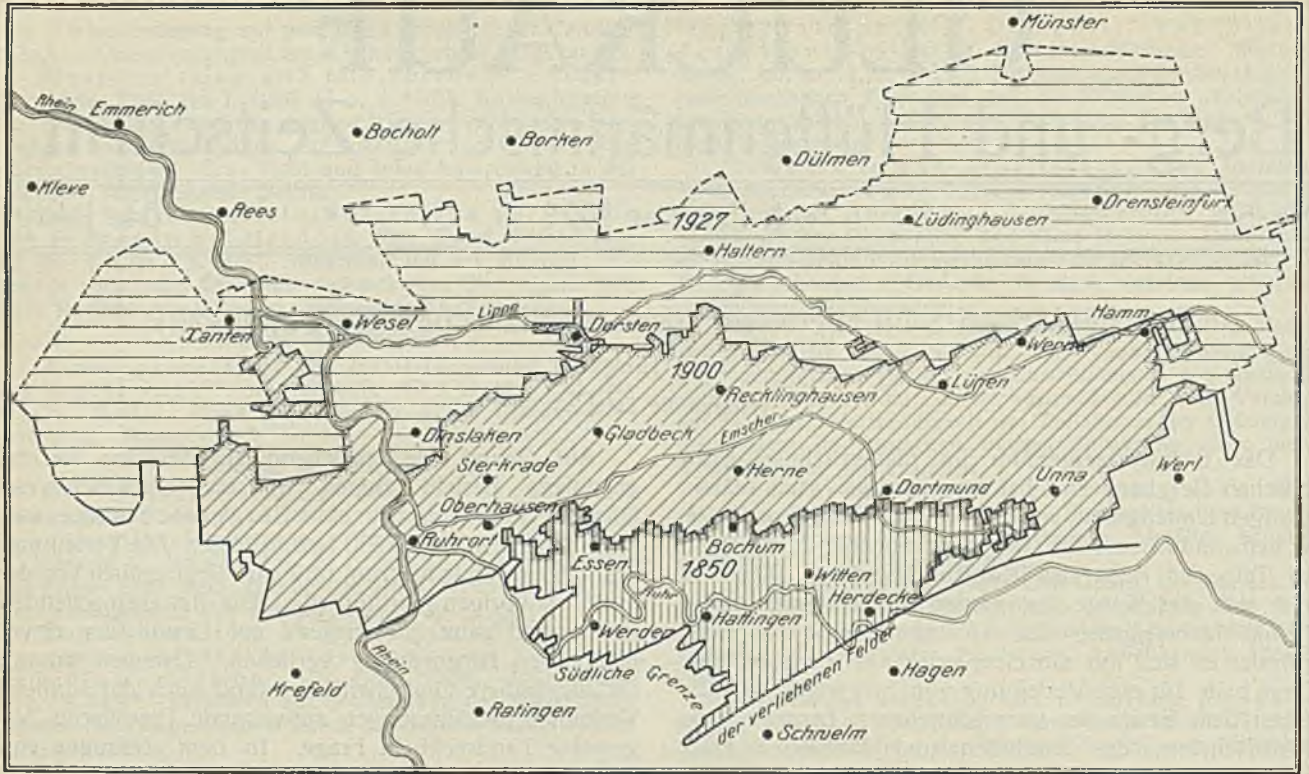 Münster
Rhein
Emmerich
Bocholt
Borken
Dülmen
Kleve
Rees
Drensteinfurt
1927
Lüdinghausen
Haltern
Xanten
Wesel
Lippe
Dorsten
Hamm
Werne
1900
Lünen
Recklinghausen
Dinslaken
Gladbeck
Emscher
Sterkrade
Herne
Unna
Werl
Dortmund
Oberhausen
Ruhrort
Bochum
Essen
1850
Witten
Ruhr
Herdecke
Hattingen
Werden
Südliche Grenze
der verliehenen Felder
Hagen
Rhein
Krefeld
Ratingen
Schwelm